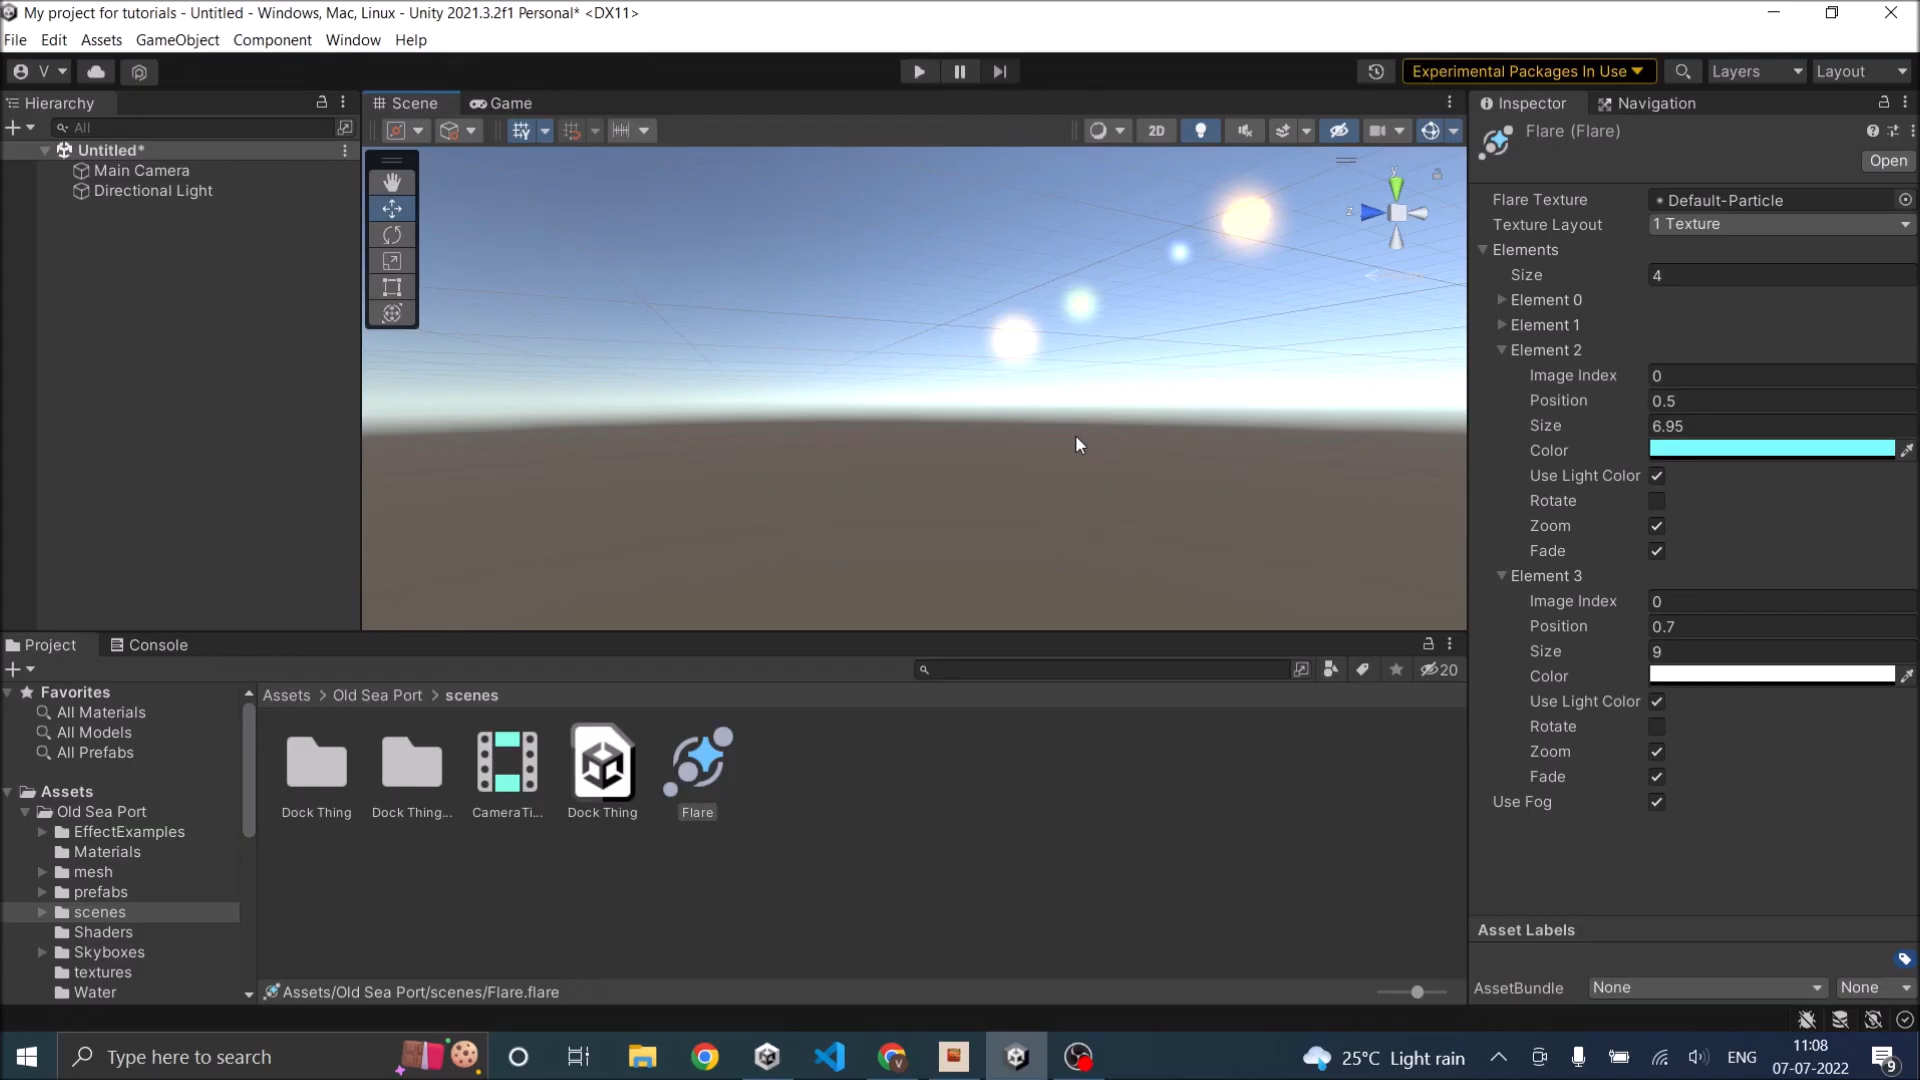 My project for tutorials - Untitled - Windows, Mac, Linux - Unity 2021.3.2f1 Personal* <DX11>
File Edit Assets GameObject Component Window Help
V
Experimental Packages In Use
Layers
Layout
Hierarchy
All
Untitled*
Main Camera
Directional Light
Scene
Game
2D
y
z
Inspector
Navigation
Flare (Flare)
Open
Flare Texture Default-Particle
Texture Layout 1 Texture
Elements
Size 4
Element 0
Element 1
Element 2
Image Index 0
Position 0.5
Size 6.95
Color
Use Light Color
Rotate
Zoom
Fade
Element 3
Image Index 0
Position 0.7
Size 9
Color
Use Light Color
Rotate
Zoom
Fade
Use Fog
Asset Labels
AssetBundle None None
Project
Console
20
Favorites
All Materials
All Models
All Prefabs
Assets
Old Sea Port
EffectExamples
Materials
mesh
prefabs
scenes
Shaders
Skyboxes
textures
Water
Assets > Old Sea Port > scenes
Dock Thing
Dock Thing...
CameraTi...
Dock Thing
Flare
Assets/Old Sea Port/scenes/Flare.flare
Type here to search
V
25°C Light rain
ENG
11:08
07-07-2022
9